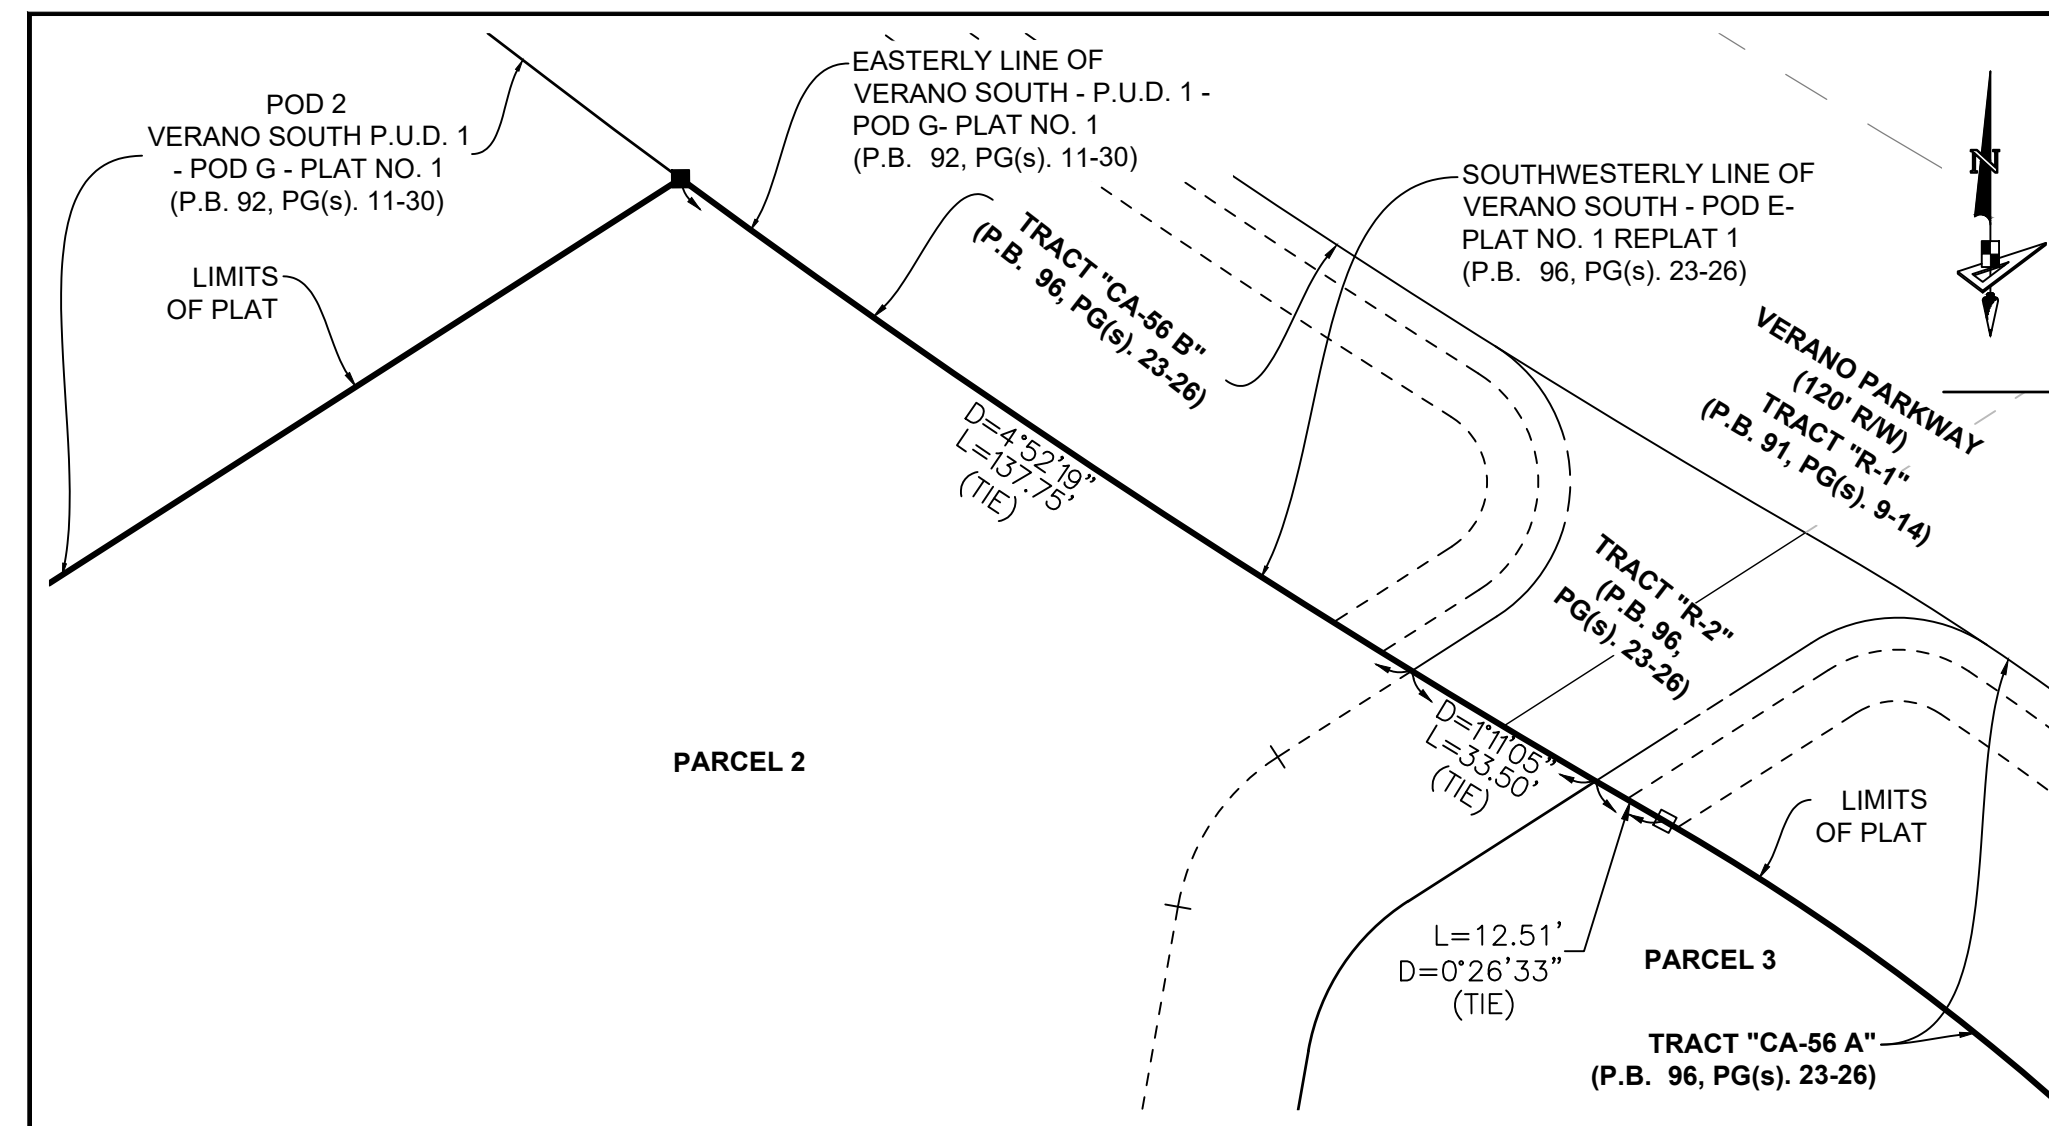 POD 2
VERANO SOUTH P.U.D. 1
- POD G - PLAT NO. 1
(P.B. 92, PG(s). 11-30)
LIMITS
OF PLAT
EASTERLY LINE OF
VERANO SOUTH - P.U.D. 1 -
POD G- PLAT NO. 1
(P.B. 92, PG(s). 11-30)
TRACT "CA-56 B"
(P.B. 96, PG(s). 23-26)
SOUTHWESTERLY LINE OF
VERANO SOUTH - POD E-
PLAT NO. 1 REPLAT 1
(P.B. 96, PG(s). 23-26)
N
VERANO PARKWAY
(120' R/W)
TRACT "R-1"
(P.B. 91, PG(s). 9-14)
D=4°52'19"
L=137.75'
(TIE)
TRACT "R-2"
(P.B. 96,
PG(s). 23-26)
D=1°11'05"
L=33.50'
(TIE)
PARCEL 2
LIMITS
OF PLAT
L=12.51'
D=0°26'33"
(TIE)
PARCEL 3
TRACT "CA-56 A"
(P.B. 96, PG(s). 23-26)